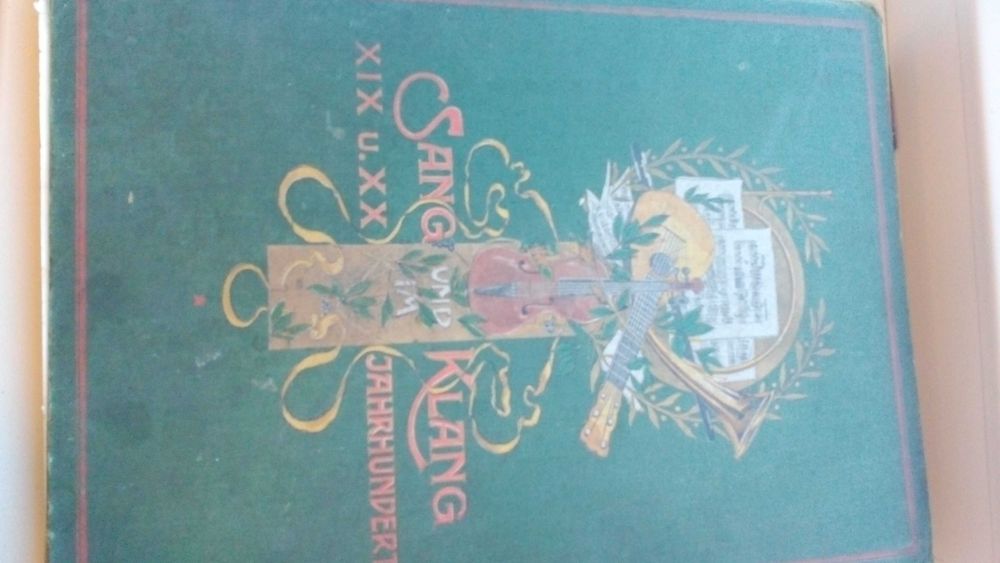 SANG UND KLANG
XIX u. XX IM JAHRHUNDERT